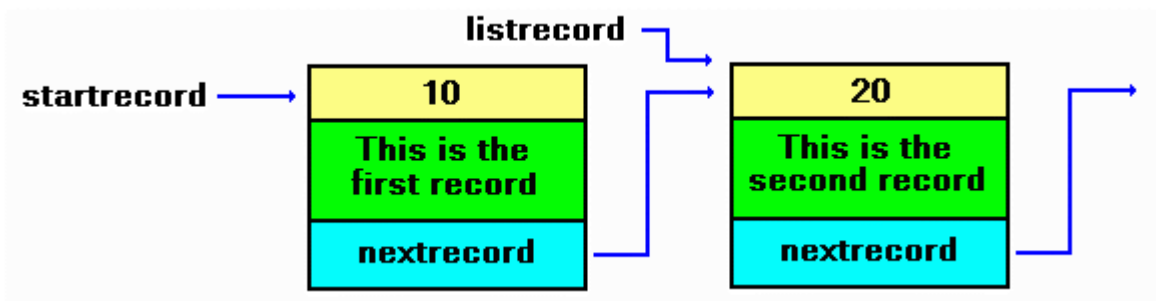 listrecord
startrecord
10
This is the
first record
nextrecord
20
This is the
second record
nextrecord